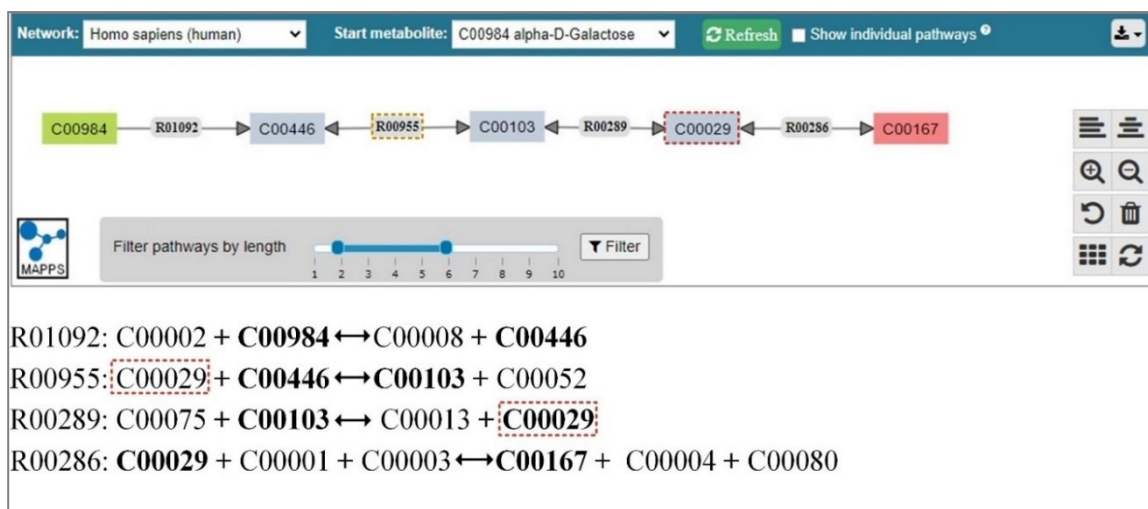 Network: Homo sapiens (human) Start metabolite: C00984 alpha-D-Galactose Refresh Show individual pathways ?
C00984 R01092 C00446 R00955 C00103 R00289 C00029 R00286 C00167
Filter pathways by length Filter
1 2 3 4 5 6 7 8 9 10
MAPPS
R01092: C00002 + C00984 ↔ C00008 + C00446
R00955: C00029 + C00446 ↔ C00103 + C00052
R00289: C00075 + C00103 ↔ C00013 + C00029
R00286: C00029 + C00001 + C00003 ↔ C00167 + C00004 + C00080